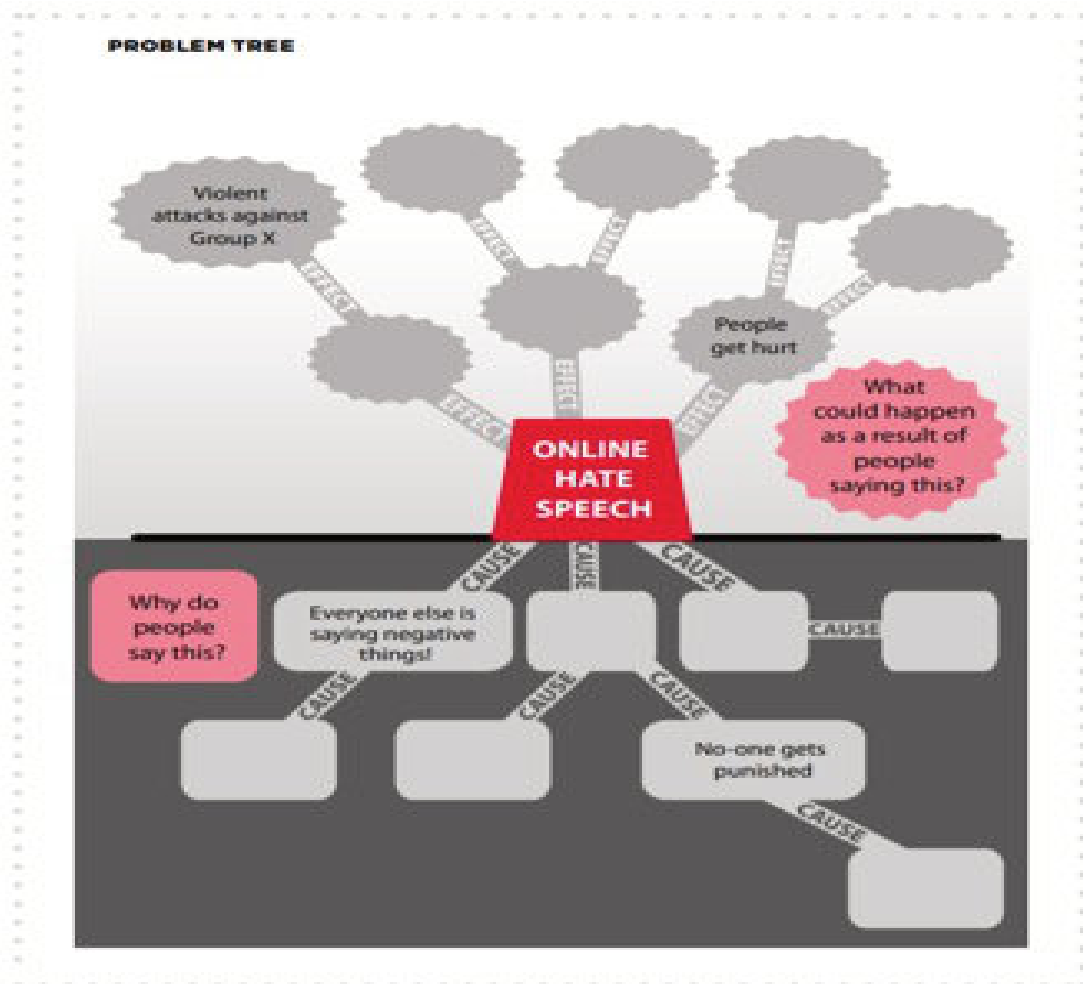 PROBLEM TREE
Violent
attacks against
Group X
EFFECT
EFFECT
EFFECT
EFFECT
EFFECT
People
get hurt
EFFECT
EFFECT
EFFECT
What
could happen
as a result of
people
saying this?
ONLINE
HATE
SPEECH
CAUSE
CAUSE
CAUSE
Why do
people
say this?
Everyone else is
saying negative
things!
CAUSE
CAUSE
CAUSE
CAUSE
No-one gets
punished
CAUSE